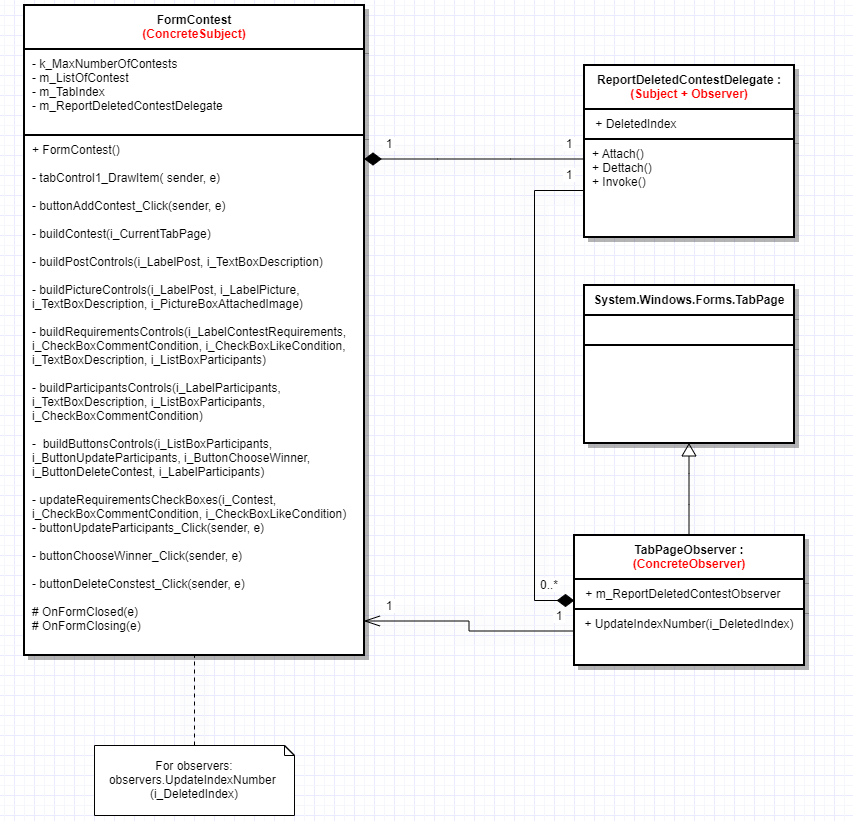 FormContest
(ConcreteSubject)
- k_MaxNumberOfContests
- m_ListOfContest
- m_TabIndex
- m_ReportDeletedContestDelegate
+ FormContest()
- tabControl1_DrawItem( sender, e)
- buttonAddContest_Click(sender, e)
- buildContest(i_CurrentTabPage)
- buildPostControls(i_LabelPost, i_TextBoxDescription)
- buildPictureControls(i_LabelPost, i_LabelPicture,
i_TextBoxDescription, i_PictureBoxAttachedImage)
- buildRequirementsControls(i_LabelContestRequirements,
i_CheckBoxCommentCondition, i_CheckBoxLikeCondition,
i_TextBoxDescription, i_ListBoxParticipants)
- buildParticipantsControls(i_LabelParticipants,
i_TextBoxDescription, i_ListBoxParticipants,
i_CheckBoxCommentCondition)
- buildButtonsControls(i_ListBoxParticipants,
i_ButtonUpdateParticipants, i_ButtonChooseWinner,
i_ButtonDeleteContest, i_LabelParticipants)
- updateRequirementsCheckBoxes(i_Contest,
i_CheckBoxCommentCondition, i_CheckBoxLikeCondition)
- buttonUpdateParticipants_Click(sender, e)
- buttonChooseWinner_Click(sender, e)
- buttonDeleteConstest_Click(sender, e)
# OnFormClosed(e)
# OnFormClosing(e)
1
1
1
ReportDeletedContestDelegate :
(Subject + Observer)
+ DeletedIndex
+ Attach()
+ Dettach()
+ Invoke()
System.Windows.Forms.TabPage
TabPageObserver :
(ConcreteObserver)
+ m_ReportDeletedContestObserver
+ UpdateIndexNumber(i_DeletedIndex)
0..*
1
1
For observers:
observers.UpdateIndexNumber
(i_DeletedIndex)